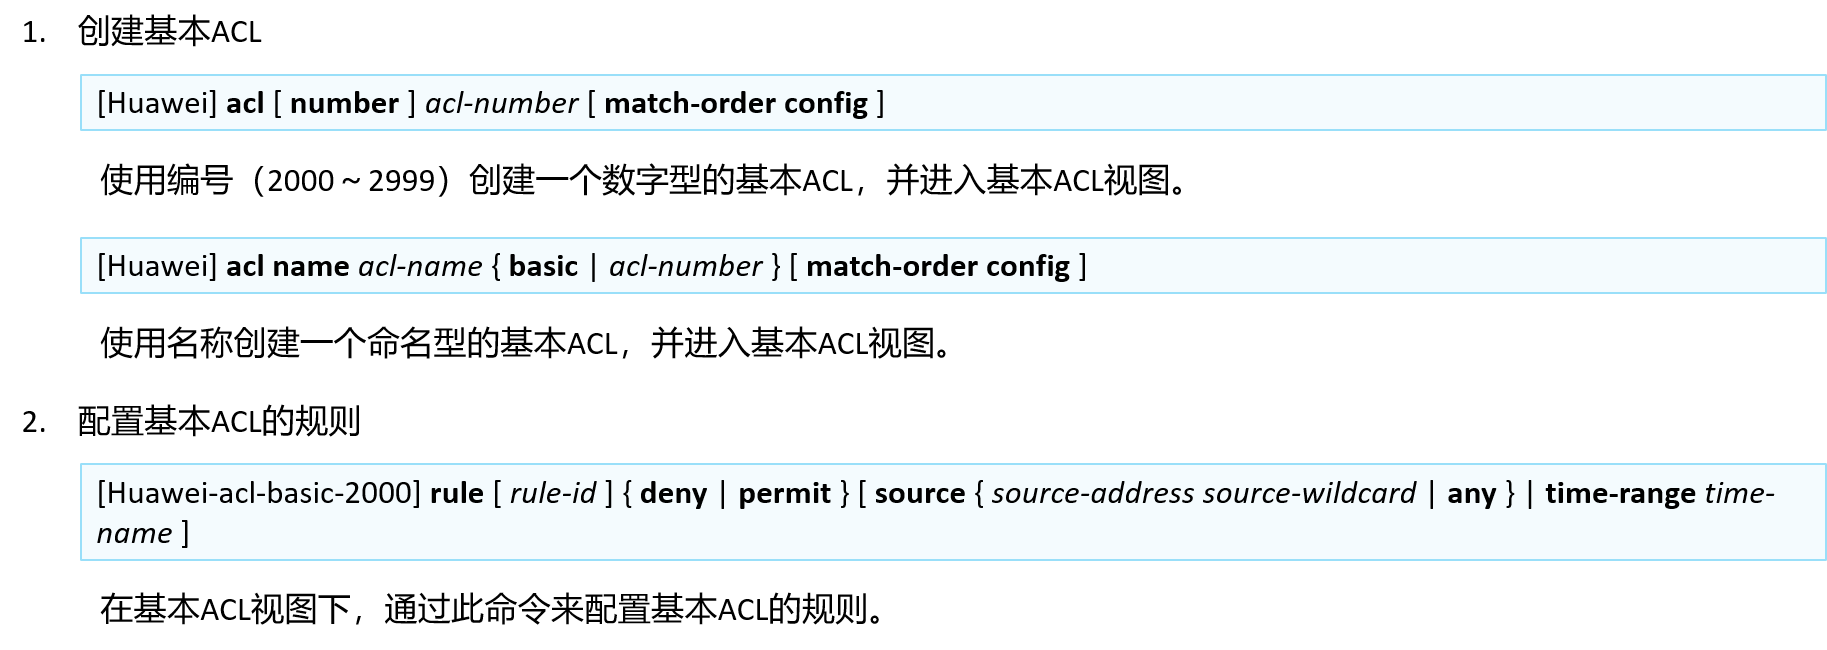 1. 创建基本ACL
[Huawei] acl [ number ] acl-number [ match-order config ]
使用编号（2000～2999）创建一个数字型的基本ACL，并进入基本ACL视图。
[Huawei] acl name acl-name { basic | acl-number } [ match-order config ]
使用名称创建一个命名型的基本ACL，并进入基本ACL视图。
2. 配置基本ACL的规则
[Huawei-acl-basic-2000] rule [ rule-id ] { deny | permit } [ source { source-address source-wildcard | any } | time-range time-
name ]
在基本ACL视图下，通过此命令来配置基本ACL的规则。